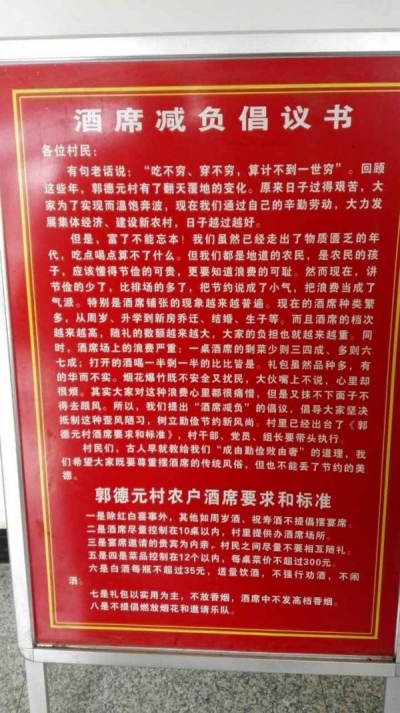 酒席减负倡议书
各位村民：
有句老话说：“吃不穷、穿不穷，算计不到一世穷”。回顾
这些年，郭德元村有了翻天覆地的变化。原来日子过得艰苦，大
家为了实现而温饱奔波，现在我们通过自己的辛勤劳动，大力发
展集体经济、建设新农村，日子越过越好。
但是，富了不能忘本！我们虽然已经走出了物质匮乏的年
代，吃点喝点算不了什么。但我们都是地道的农民，是农民的孩
子，应该懂得节俭的可贵，更要知道浪费的可耻。然而现在，讲
节俭的少了，比排场的多了，把节约说成了小气，把浪费当成了
气派。特别是酒席铺张的现象越来越普遍。现在的酒席种类繁
多，从周岁、升学到新房乔迁、结婚、生子等。而且酒席的档次
越来越高，随礼的数额越来越大，大家的负担也就越来越重。同
时，酒席场上的浪费严重：一桌酒席的剩菜少则三四成、多则六
七成；打开的酒喝一半剩一半的比比皆是。礼包虽然品种多，有
的华而不实。烟花爆竹既不安全又扰民，大伙嘴上不说，心里却
很难。其实大家对这种浪费心里都很痛惜，但是又抹不下面子不
得去跟风。所以，我们提出“酒席减负”的倡议，倡导大家坚决
抵制这种歪风陋习，树立勤俭节约新风尚。村里已经出台了《郭
德元村酒席要求和标准》，村干部、党员、组长要带头执行。
村民们，古人早就教给我们“成由勤俭败由奢”的道理，我
们希望大家既要尊重摆酒席的传统风俗，但也不能丢了节约的美
德。
郭德元村农户酒席要求和标准
一是除红白喜事外，其他如周岁酒、祝寿酒不提倡摆宴席。
二是酒席尽量控制在10桌以内，村里提供办酒席场所。
三是宴席邀请的贵宾为内亲，村民之间尽量不要相互随礼。
五是四是菜品控制在12个以内，每桌菜价不超过300元。
六是白酒每瓶不超过35元，适量饮酒，不强行劝酒，不闹
酒。
七是礼包以实用为主，不放香烟，酒席中不发高档香烟。
八是不提倡燃放烟花和邀请乐队。